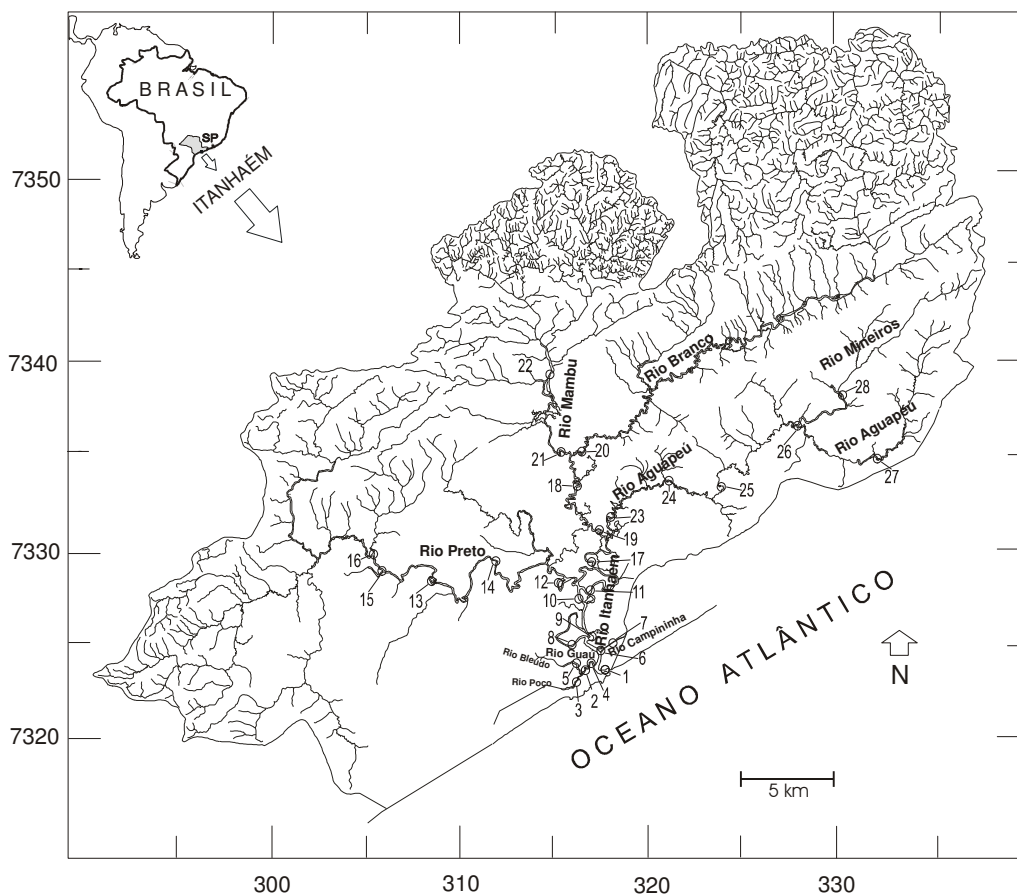 BRASIL
SP
ITANHAÉM
7350
7340
7330
7320
300
310
320
330
Rio Branco
Rio Mineiros
Rio Mambu
Rio Aguapeú
Rio Aguapeú
Rio Preto
Rio Itanhaém
Rio Campininha
Rio Guaú
Rio Bleúdo
Rio Poço
22
28
21
20
26
27
18
24
25
23
19
17
16
15
13
14
12
10
11
9
8
7
6
5
3
2
4
1
OCEANO ATLÂNTICO
N
5 km